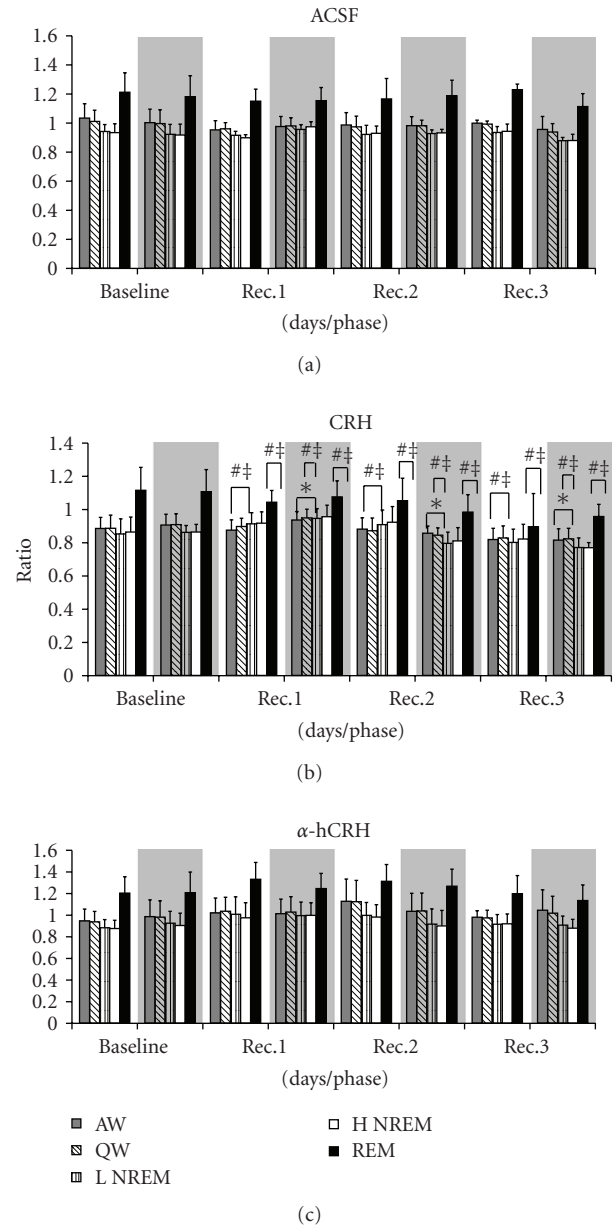 ACSF
1.6
1.4
1.2
1
0.8
0.6
0.4
0.2
0
Baseline Rec.1 Rec.2 Rec.3
(days/phase)
(a)
CRH
1.4
1.2
1
0.8
0.6
0.4
0.2
0
Ratio
#‡ #‡ #‡ * #‡ #‡ #‡ #‡ * #‡ #‡ #‡ #‡ * #‡
Baseline Rec.1 Rec.2 Rec.3
(days/phase)
(b)
α-hCRH
1.6
1.4
1.2
1
0.8
0.6
0.4
0.2
0
Baseline Rec.1 Rec.2 Rec.3
(days/phase)
AW
QW
L NREM
H NREM
REM
(c)